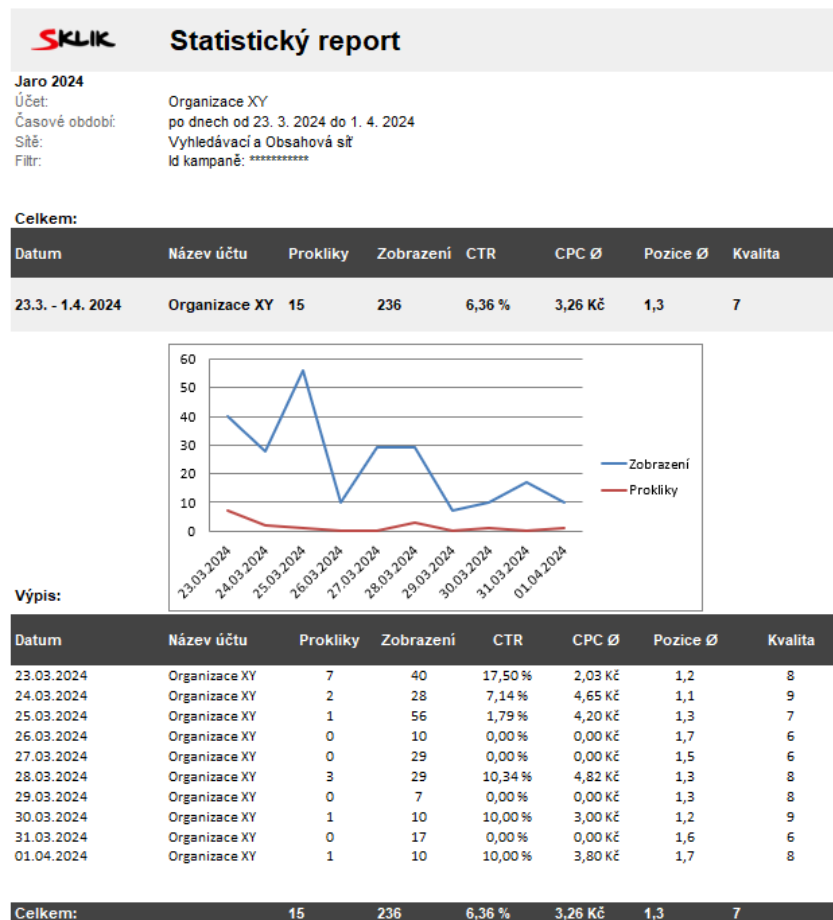 SKLIK Statistický report
Jaro 2024
Účet: Organizace XY
Časové období: po dnech od 23. 3. 2024 do 1. 4. 2024
Sítě: Vyhledávací a Obsahová síť
Filtr: Id kampaně: ***********
Celkem:
Datum Název účtu Prokliky Zobrazení CTR CPC Ø Pozice Ø Kvalita
23.3. - 1.4. 2024 Organizace XY 15 236 6,36 % 3,26 Kč 1,3 7
60
50
40
30
20
10
0
Zobrazení
Prokliky
23.03.2024 24.03.2024 25.03.2024 26.03.2024 27.03.2024 28.03.2024 29.03.2024 30.03.2024 31.03.2024 01.04.2024
Výpis:
Datum Název účtu Prokliky Zobrazení CTR CPC Ø Pozice Ø Kvalita
23.03.2024 Organizace XY 7 40 17,50 % 2,03 Kč 1,2 8
24.03.2024 Organizace XY 2 28 7,14 % 4,65 Kč 1,1 9
25.03.2024 Organizace XY 1 56 1,79 % 4,20 Kč 1,3 7
26.03.2024 Organizace XY 0 10 0,00 % 0,00 Kč 1,7 6
27.03.2024 Organizace XY 0 29 0,00 % 0,00 Kč 1,5 6
28.03.2024 Organizace XY 3 29 10,34 % 4,82 Kč 1,3 8
29.03.2024 Organizace XY 0 7 0,00 % 0,00 Kč 1,3 8
30.03.2024 Organizace XY 1 10 10,00 % 3,00 Kč 1,2 9
31.03.2024 Organizace XY 0 17 0,00 % 0,00 Kč 1,6 6
01.04.2024 Organizace XY 1 10 10,00 % 3,80 Kč 1,7 8
Celkem: 15 236 6,36 % 3,26 Kč 1,3 7